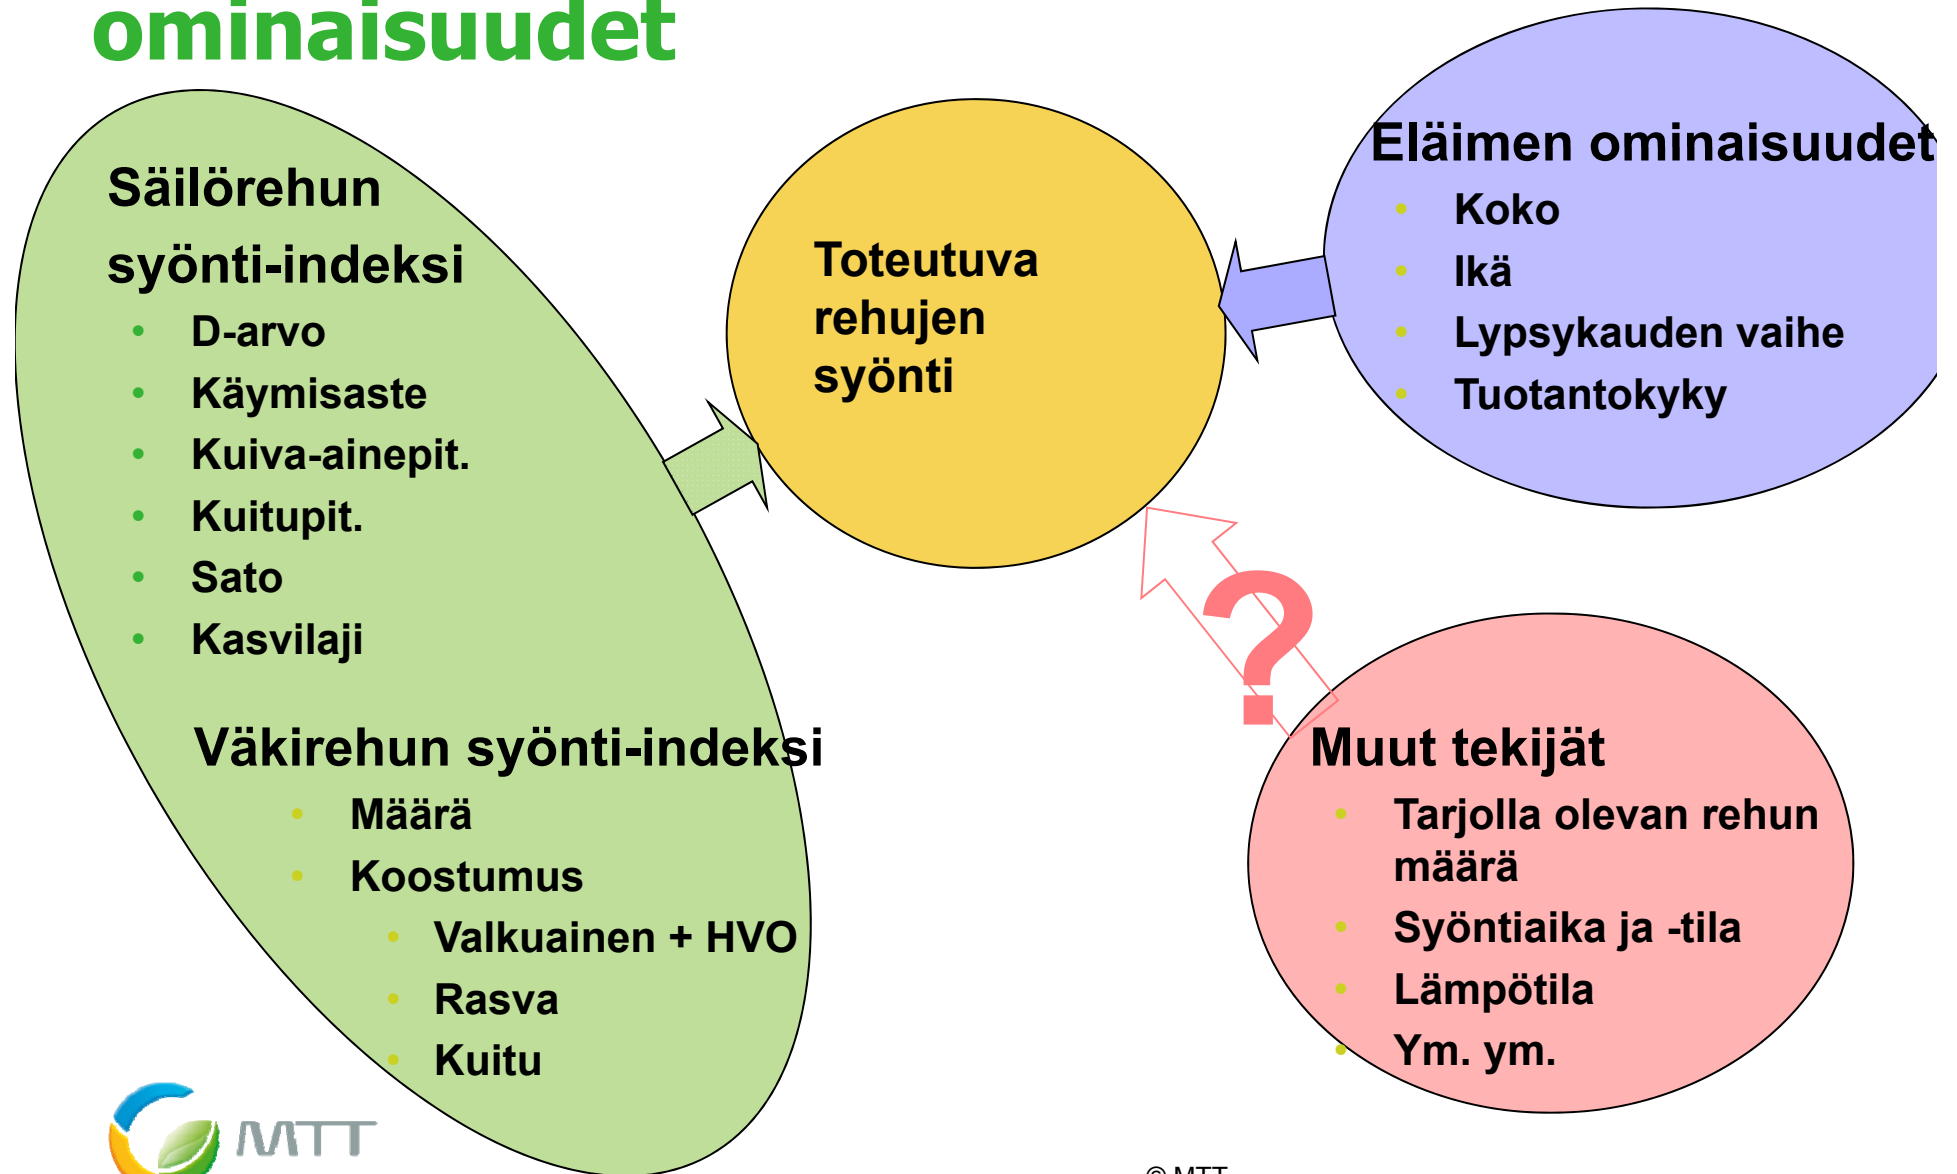 ominaisuudet
Säilörehun
syönti-indeksi
• D-arvo
• Käymisaste
• Kuiva-ainepit.
• Kuitupit.
• Sato
• Kasvilaji
Väkirehun syönti-indeksi
• Määrä
• Koostumus
• Valkuainen + HVO
• Rasva
• Kuitu
Toteutuva
rehujen
syönti
Eläimen ominaisuudet
• Koko
• Ikä
• Lypsykauden vaihe
• Tuotantokyky
?
Muut tekijät
• Tarjolla olevan rehun
määrä
• Syöntiaika ja -tila
• Lämpötila
• Ym. ym.
MTT
© MTT